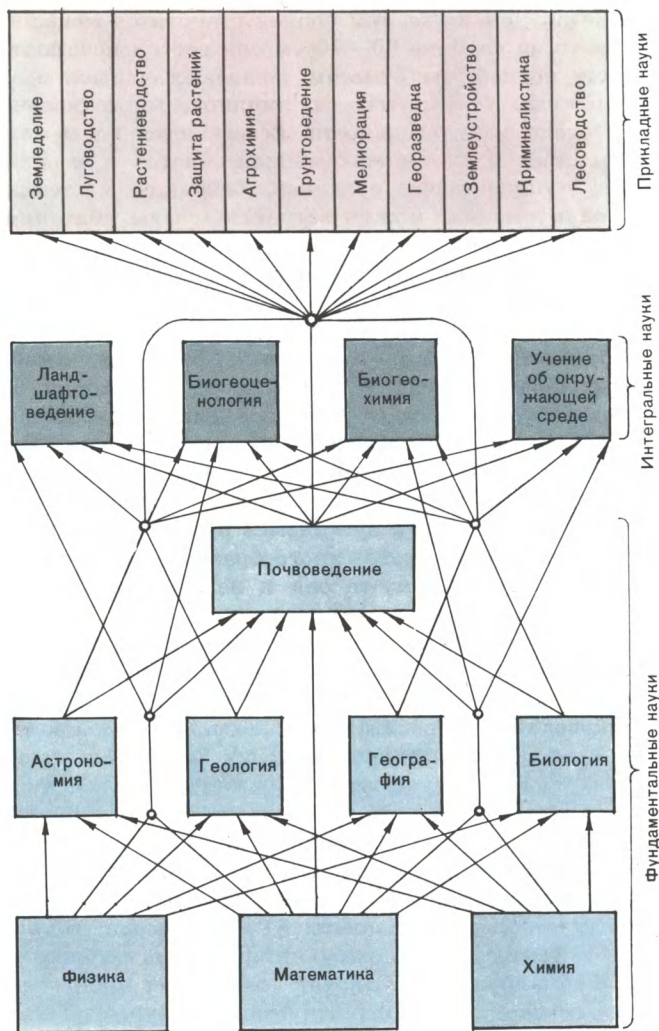 Земледелие
Луговодство
Растениеводство
Защита растений
Агрохимия
Грунтоведение
Мелиорация
Георазведка
Землеустройство
Криминалистика
Лесоводство
Прикладные науки
Ланд-
шафто-
ведение
Биогеоце-
нология
Биогео-
химия
Учение
об окру-
жающей
среде
Интегральные науки
Почвоведение
Астроно-
мия
Геология
Геогра-
фия
Биология
Фундаментальные науки
Физика
Математика
Химия